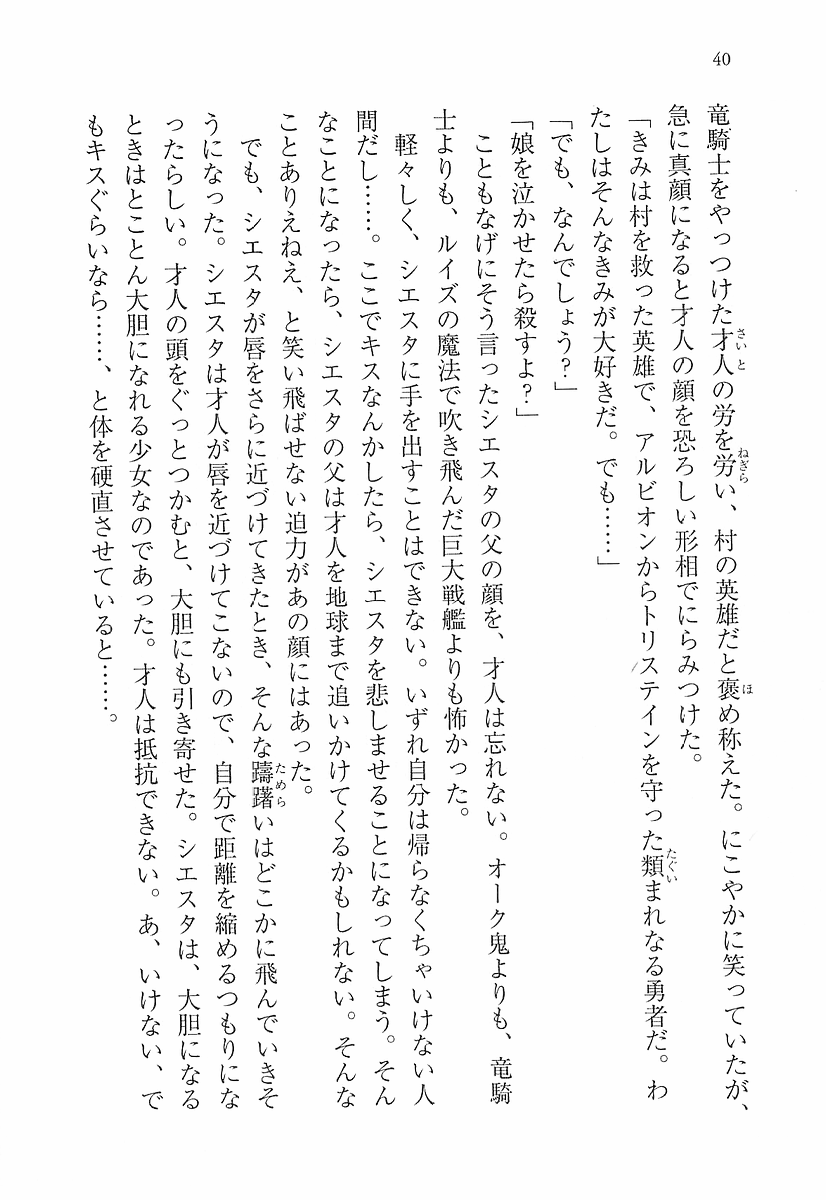 40
竜騎士をやっつけた才人の労を労い、村の英雄だと褒め称えた。にこやかに笑っていたが、
急に真顔になると才人の顔を恐ろしい形相でにらみつけた。
「きみは村を救った英雄で、アルビオンからトリステインを守った類まれなる勇者だ。わ
たしはそんなきみが大好きだ。でも……」
「でも、なんでしょう？」
「娘を泣かせたら殺すよ？」
こともなげにそう言ったシエスタの父の顔を、才人は忘れない。オーク鬼よりも、竜騎
士よりも、ルイズの魔法で吹き飛んだ巨大戦艦よりも怖かった。
軽々しく、シエスタに手を出すことはできない。いずれ自分は帰らなくちゃいけない人
間だし……。ここでキスなんかしたら、シエスタを悲しませることになってしまう。そん
なことになったら、シエスタの父は才人を地球まで追いかけてくるかもしれない。そんな
ことありえねえ、と笑い飛ばせない迫力があの顔にはあった。
でも、シエスタが唇をさらに近づけてきたとき、そんな躊躇いはどこかに飛んでいきそ
うになった。シエスタは才人が唇を近づけてこないので、自分で距離を縮めるつもりにな
ったらしい。才人の頭をぐっとつかむと、大胆にも引き寄せた。シエスタは、大胆になる
ときはとことん大胆になれる少女なのであった。才人は抵抗できない。あ、いけない、で
もキスぐらいなら……、と体を硬直させていると……。